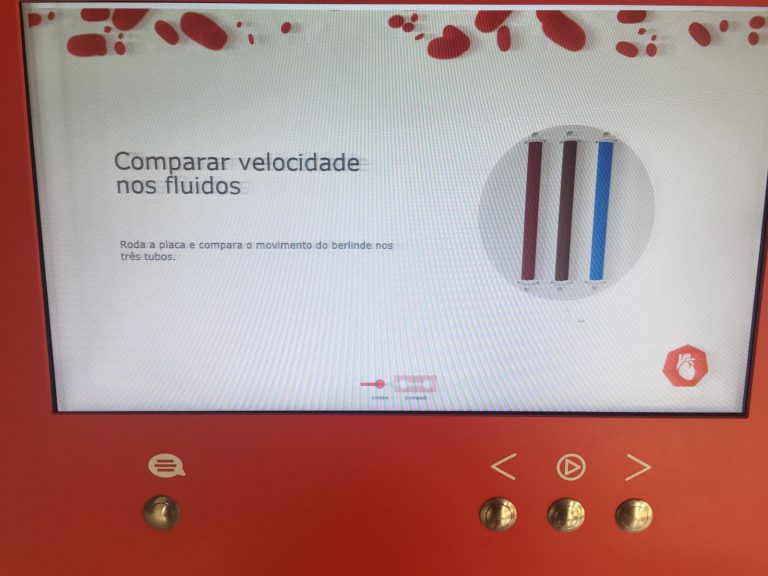 Comparar velocidade
nos fluidos
Roda a placa e compara o movimento do berlinde nos
três tubos.
como porquê